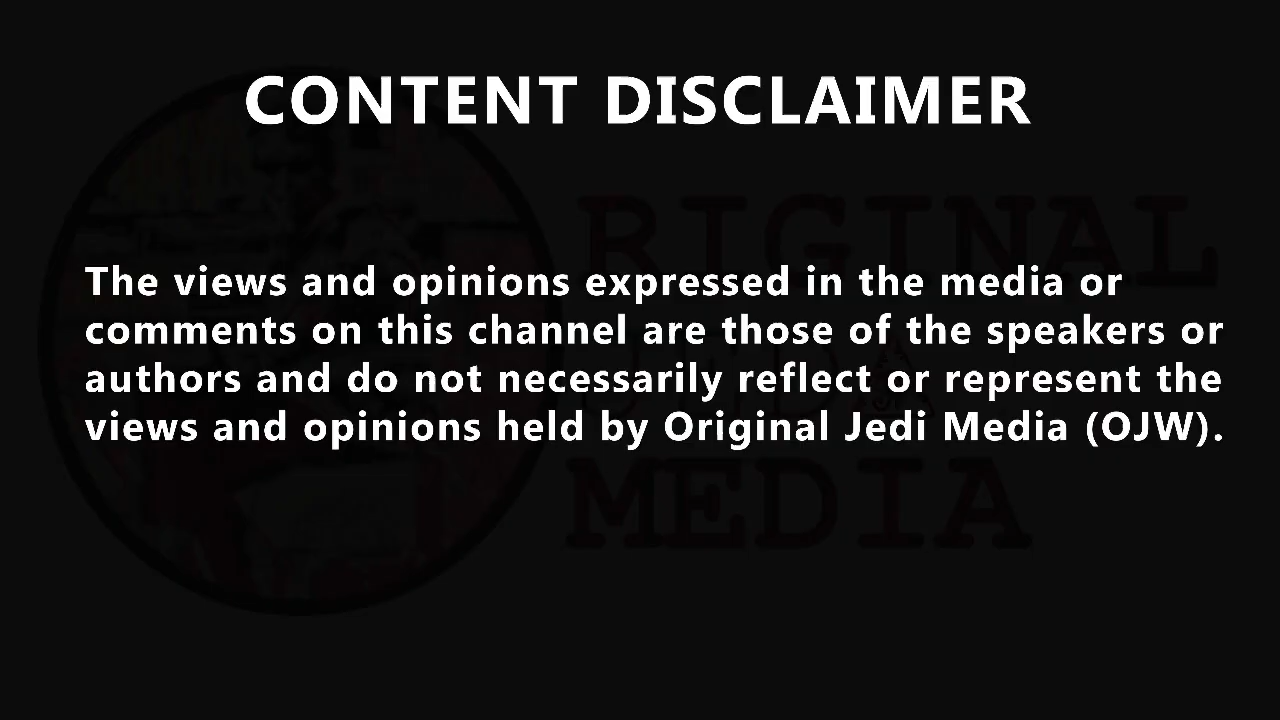 CONTENT DISCLAIMER
RIGINAL
The views and opinions expressed in the media or
comments on this channel are those of the speakers or
authors and do not necessarily reflect or represent the
views and opinions held by Original Jedi Media (OJW).
MEDIA